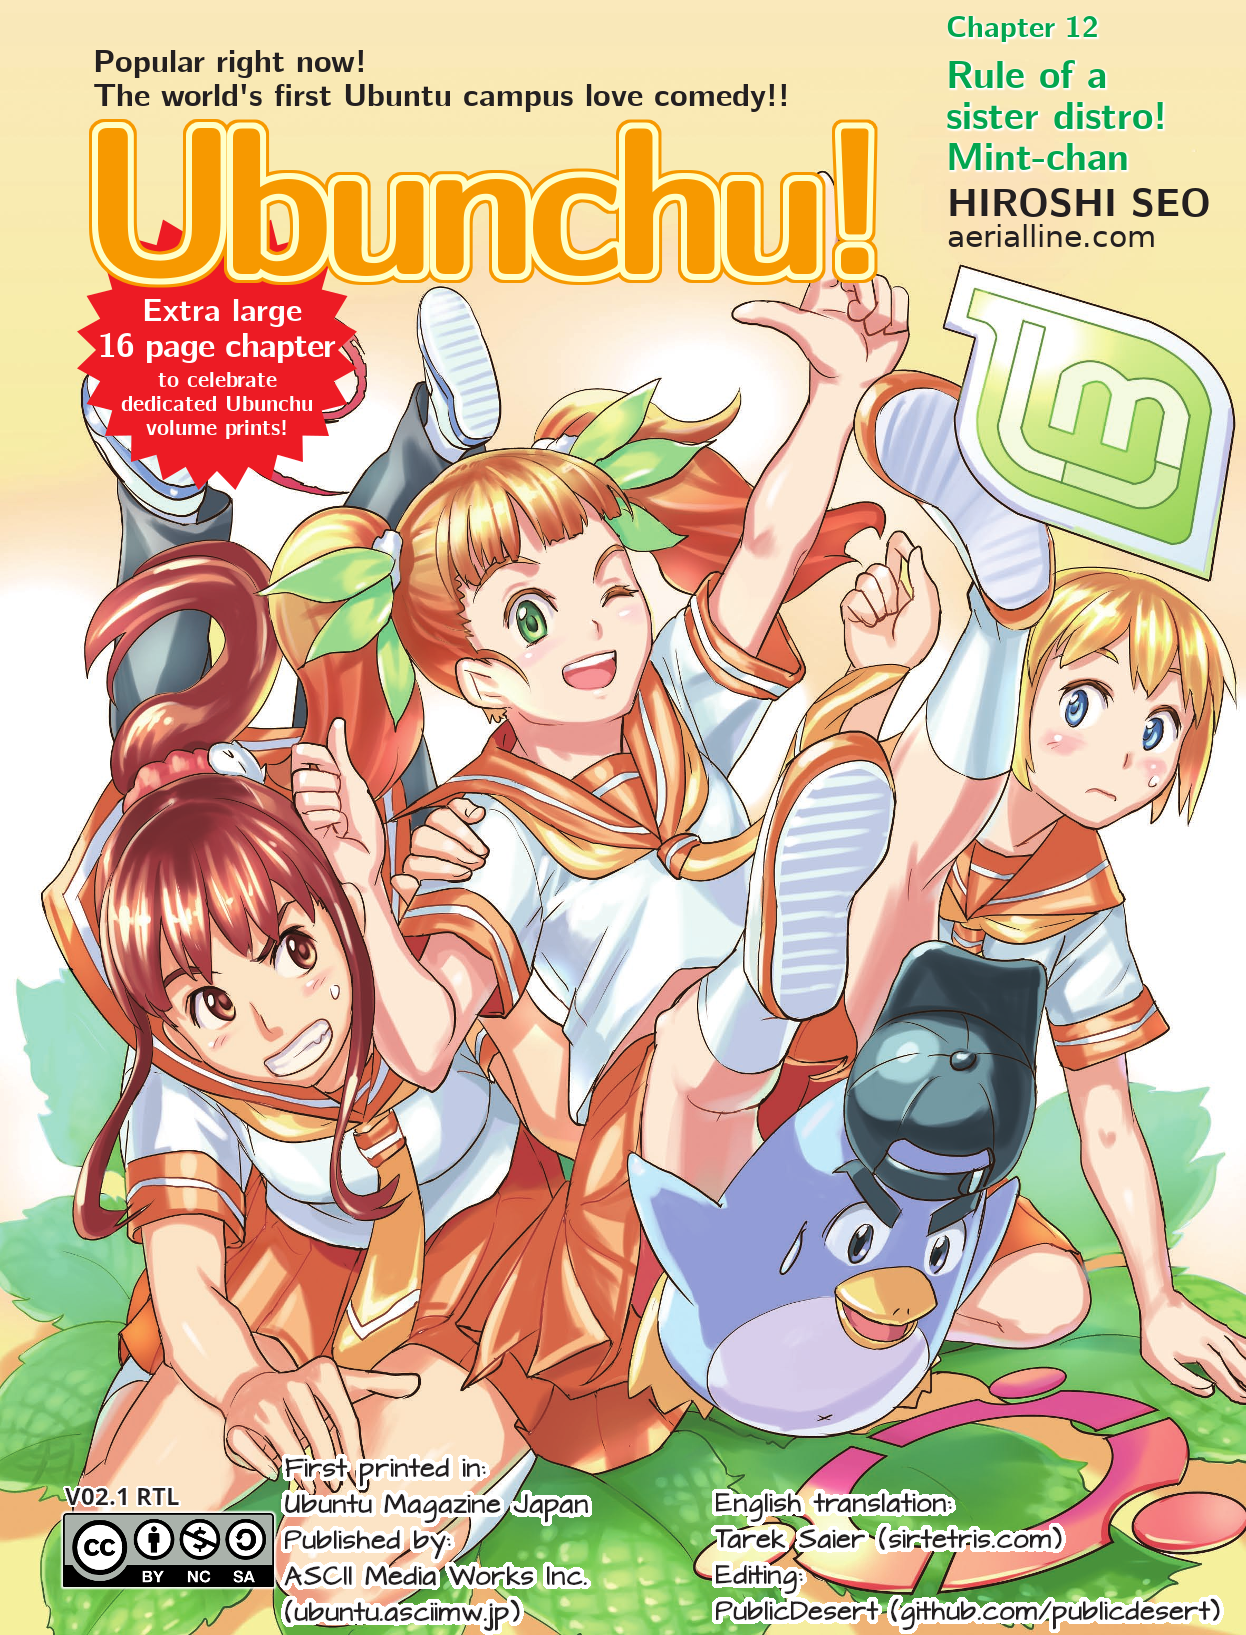 Chapter 12
Rule of a
sister distro!
Mint-chan
HIROSHI SEO
aerialline.com
Popular right now!
The world's first Ubuntu campus love comedy!!
Ubunchu!
Extra large
16 page chapter
to celebrate
dedicated Ubunchu
volume prints!
V02.1 RTL
cc
BY NC SA
First printed in:
Ubuntu Magazine Japan
Published by:
ASCII Media Works Inc.
(ubuntu.asciimw.jp)
English translation:
Tarek Saier (sirtetris.com)
Editing:
PublicDesert (github.com/publicdesert)